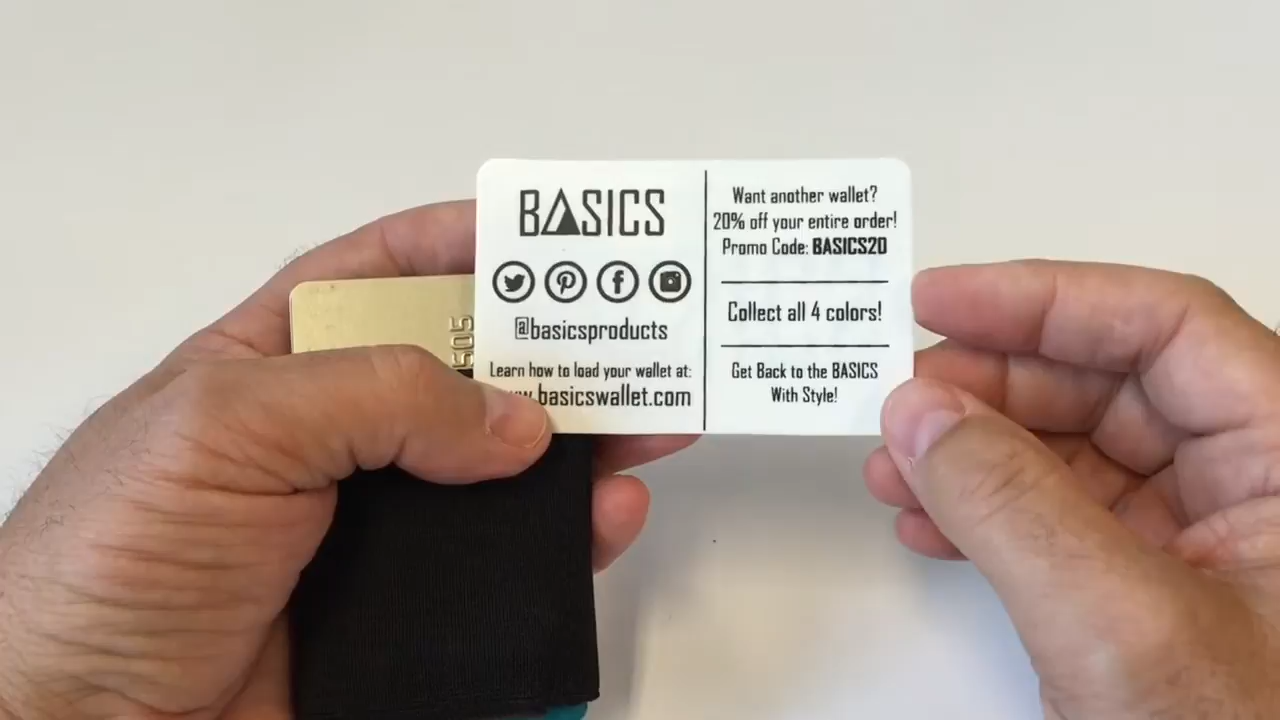 BASICS
@basicsproducts
Learn how to load your wallet at:
.basicswallet.com
Want another wallet?
20% off your entire order!
Promo Code: BASICS20
Collect all 4 colors!
Get Back to the BASICS
With Style!
505